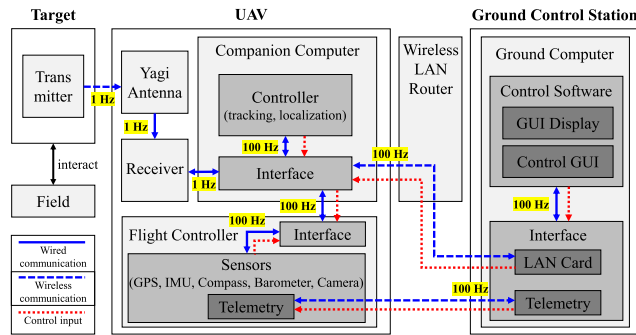 Target
UAV
Ground Control Station
Trans
mitter
1 Hz
Yagi
Antenna
1 Hz
Receiver
1 Hz
interact
Field
Companion Computer
Controller
(tracking, localization)
100 Hz
Interface
100 Hz
Wireless
LAN
Router
100 Hz
Ground Computer
Control Software
GUI Display
Control GUI
100 Hz
Interface
LAN Card
Telemetry
Flight Controller
100 Hz
Interface
Sensors
(GPS, IMU, Compass, Barometer, Camera)
Telemetry
100 Hz
Wired
communication
Wireless
communication
Control input